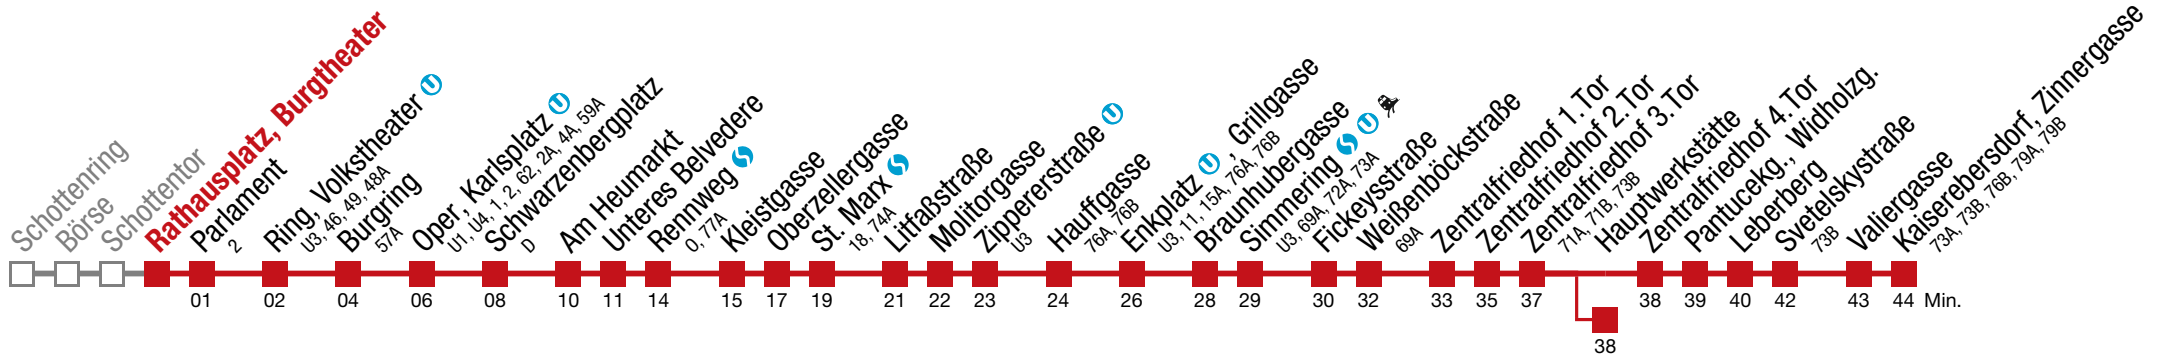 Schottenring
Börse
Schottentor
Rathausplatz, Burgtheater
Parlament
2
Ring, Volkstheater U
U3, 46, 49, 48A
Burgring
57A
Oper, Karlsplatz U
U1, U4, 1, 2, 62, 2A, 4A, 59A
Schwarzenbergplatz
D
Am Heumarkt
Unteres Belvedere
Rennweg
O, 77A
Kleistgasse
Oberzellergasse
St. Marx
18, 74A
Litfaßstraße
Molitorgasse
Zippererstraße U
U3
Hauffgasse
76A, 76B
Enkplatz U, Grillgasse
U3, 11, 15A, 76A, 76B
Braunhubergasse
Simmering U
U3, 69A, 72A, 73A
Fickeysstraße
Weißenböckstraße
69A
Zentralfriedhof 1. Tor
Zentralfriedhof 2. Tor
Zentralfriedhof 3. Tor
71A, 71B, 73B
Hauptwerkstätte
Zentralfriedhof 4. Tor
Pantucekg., Widholzg.
Leberberg
Svetelskystraße
73B
Valiergasse
Kaiserebersdorf, Zinnergasse
73A, 73B, 76B, 79A, 79B
01 02 04 06 08 10 11 14 15 17 19 21 22 23 24 26 28 29 30 32 33 35 37 38 39 40 42 43 44 Min.
38